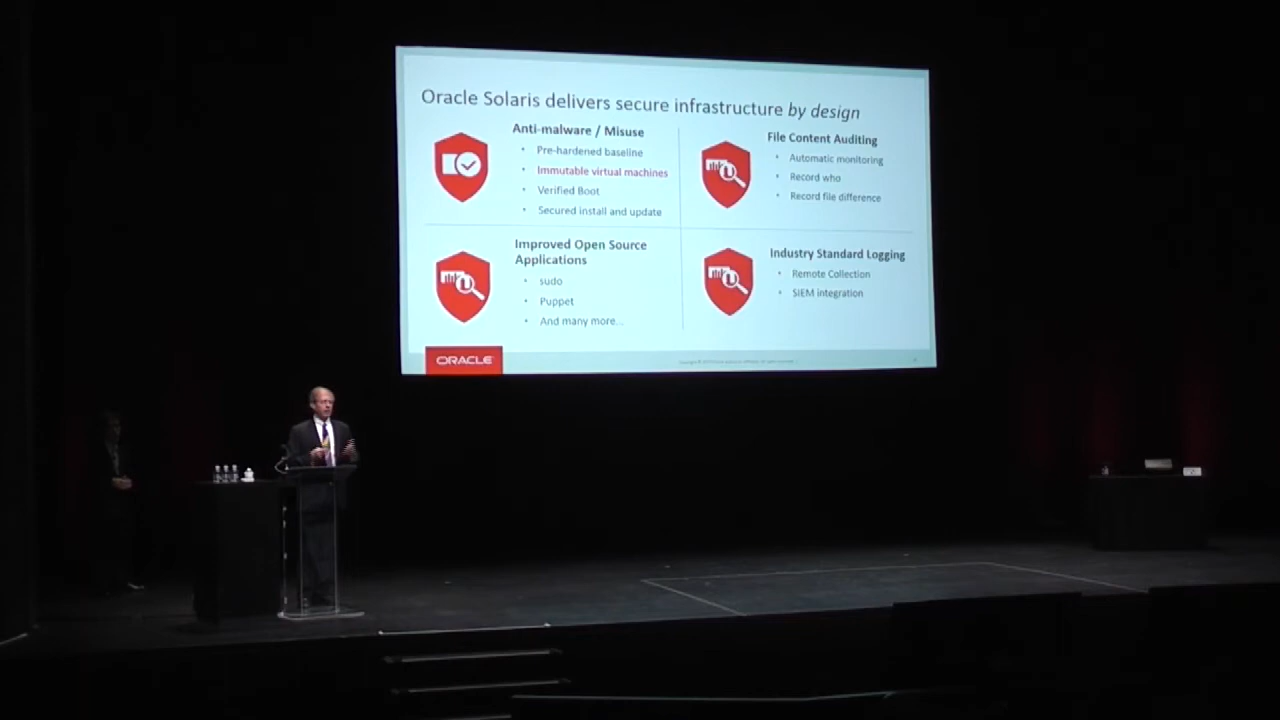 Oracle Solaris delivers secure infrastructure by design
Anti-malware / Misuse
• Pre-hardened baseline
• Immutable virtual machines
• Verified Boot
• Secured install and update
File Content Auditing
• Automatic monitoring
• Record who
• Record file difference
Improved Open Source
Applications
• sudo
• Puppet
• And many more...
Industry Standard Logging
• Remote Collection
• SIEM integration
ORACLE